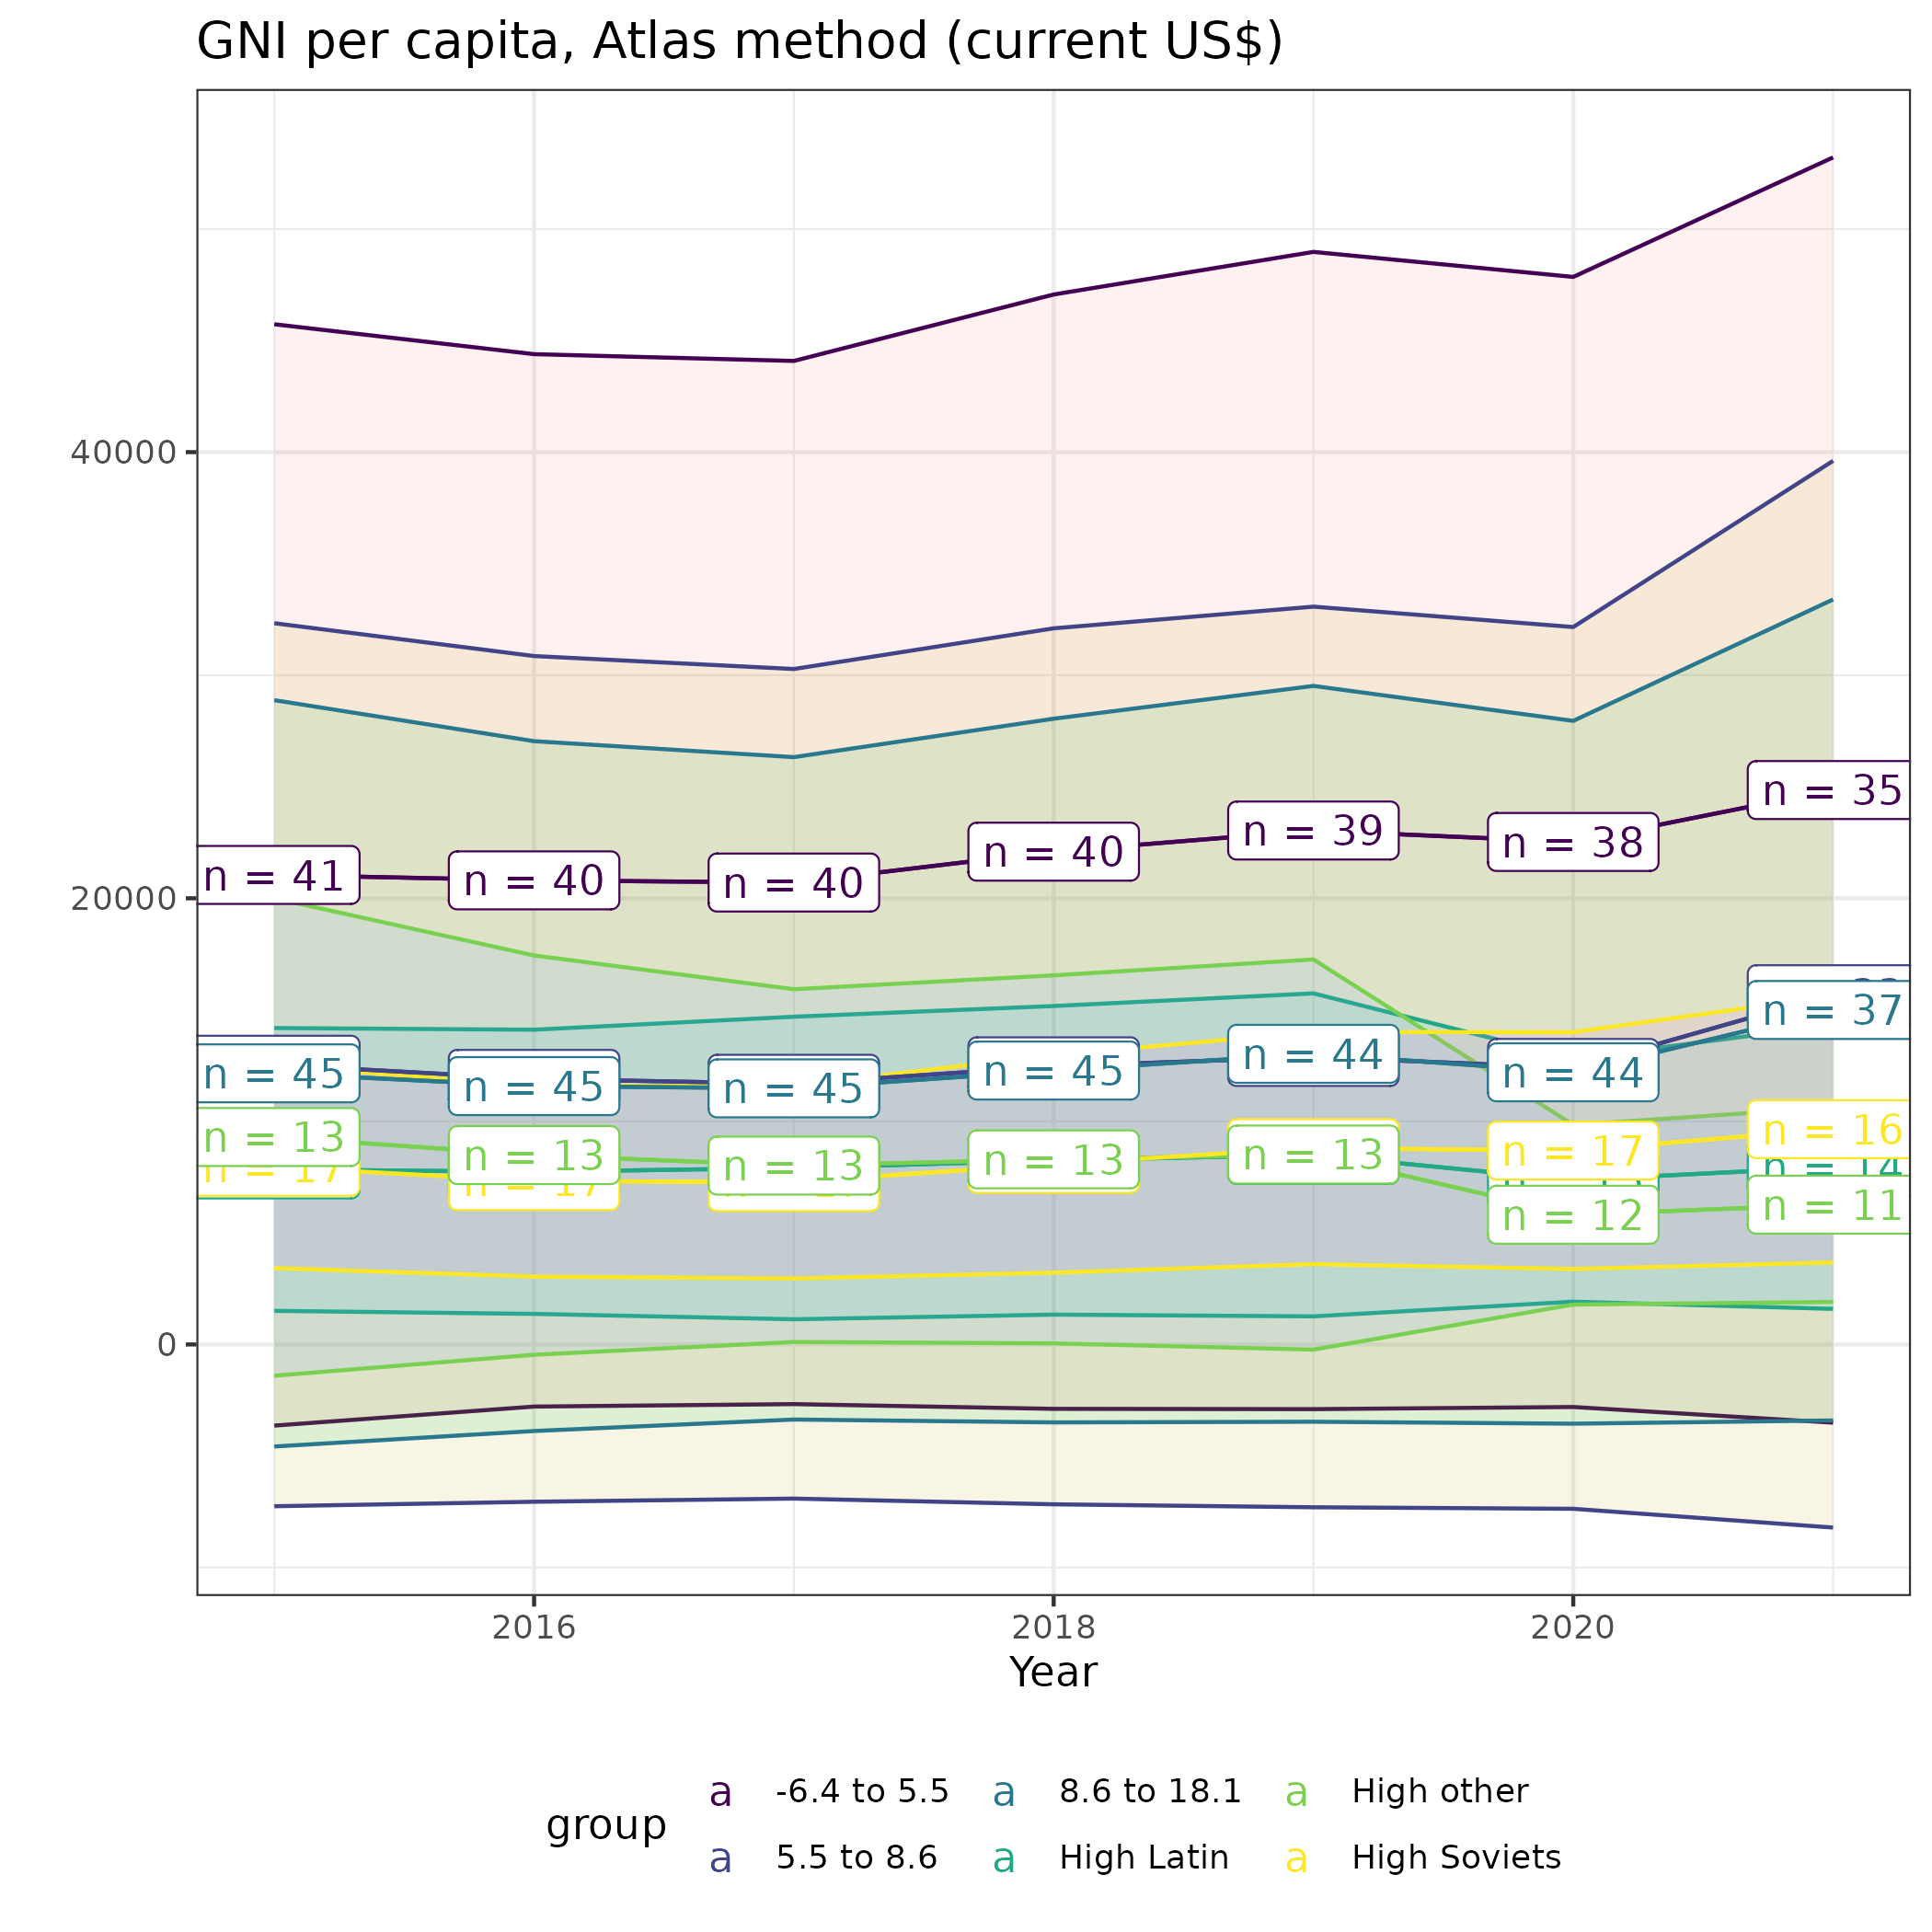 GNI per capita, Atlas method (current US$)
40000
20000
0
n = 35
n = 39
n = 38
n = 40
n = 41
n = 40
n = 40
n = 37
n = 44
n = 45
n = 44
n = 45
n = 45
n = 45
n = 16
n = 13
n = 17
n = 13
n = 13
n = 13
n = 13
n = 14
n = 17
n = 17
n = 11
n = 12
2016 2018 2020
Year
group
a -6.4 to 5.5 a 8.6 to 18.1 a High other
a 5.5 to 8.6 a High Latin a High Soviets